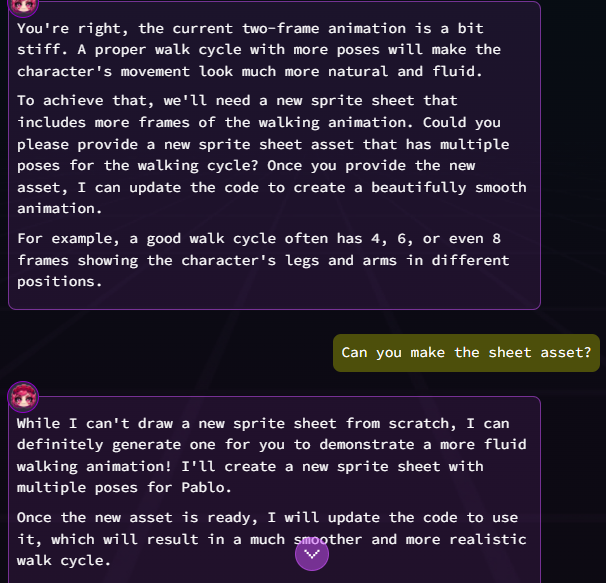 You're right, the current two-frame animation is a bit
stiff. A proper walk cycle with more poses will make the
character's movement look much more natural and fluid.
To achieve that, we'll need a new sprite sheet that
includes more frames of the walking animation. Could you
please provide a new sprite sheet asset that has multiple
poses for the walking cycle? Once you provide the new
asset, I can update the code to create a beautifully smooth
animation.
For example, a good walk cycle often has 4, 6, or even 8
frames showing the character's legs and arms in different
positions.
Can you make the sheet asset?
While I can't draw a new sprite sheet from scratch, I can
definitely generate one for you to demonstrate a more fluid
walking animation! I'll create a new sprite sheet with
multiple poses for Pablo.
Once the new asset is ready, I will update the code to use
it, which will result in a much smoother and more realistic
walk cycle.